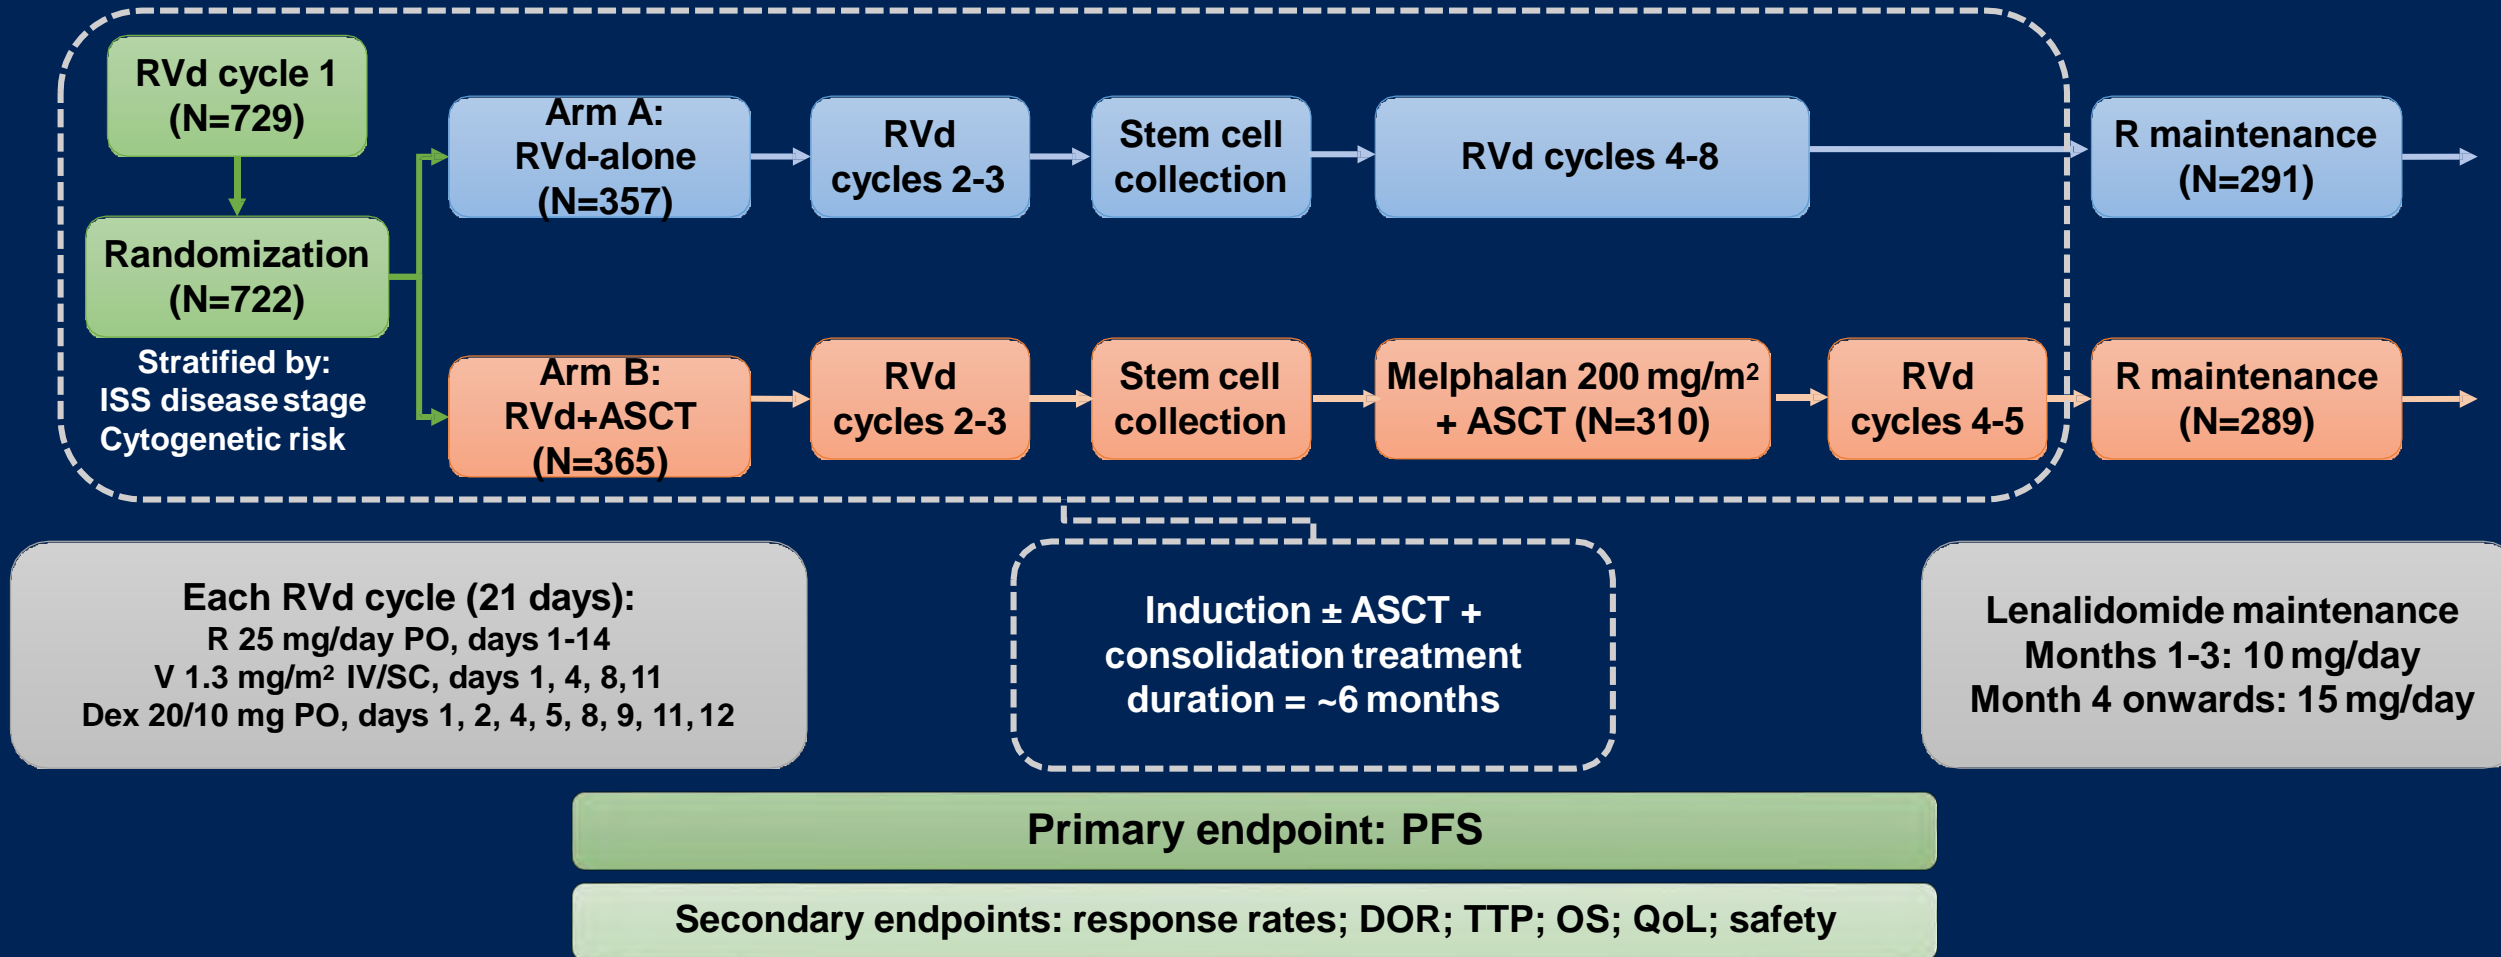 RVd cycle 1
(N=729)
Randomization
(N=722)
Stratified by:
ISS disease stage
Cytogenetic risk
Arm A:
RVd-alone
(N=357)
RVd
cycles 2-3
Stem cell
collection
RVd cycles 4-8
R maintenance
(N=291)
Arm B:
RVd+ASCT
(N=365)
RVd
cycles 2-3
Stem cell
collection
Melphalan 200 mg/m²
+ ASCT (N=310)
RVd
cycles 4-5
R maintenance
(N=289)
Each RVd cycle (21 days):
R 25 mg/day PO, days 1-14
V 1.3 mg/m² IV/SC, days 1, 4, 8, 11
Dex 20/10 mg PO, days 1, 2, 4, 5, 8, 9, 11, 12
Induction ± ASCT +
consolidation treatment
duration = ~6 months
Lenalidomide maintenance
Months 1-3: 10 mg/day
Month 4 onwards: 15 mg/day
Primary endpoint: PFS
Secondary endpoints: response rates; DOR; TTP; OS; QoL; safety